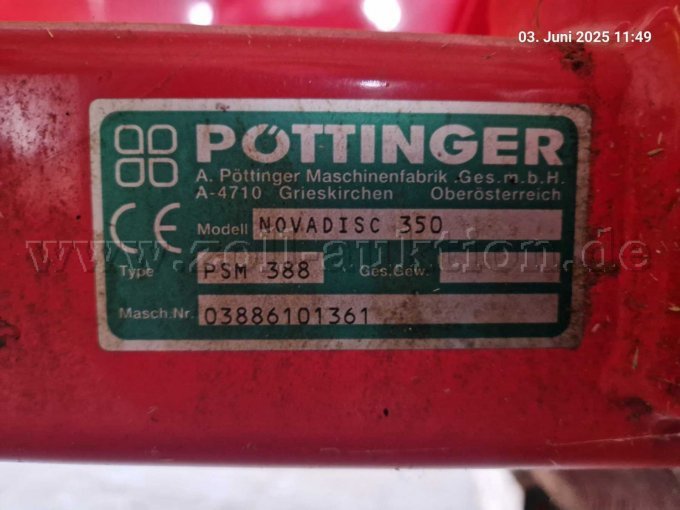 03. Juni 2025 11:49
PÖTTINGER
A. Pöttinger Maschinenfabrik .Ges.m.b.H.
A-4710 Grieskirchen Oberösterreich
CE
Modell NOVADISC 350
www.zoll-auktion.de
Type PSM 388 Ges.Gew.
Masch.Nr. 03886101361